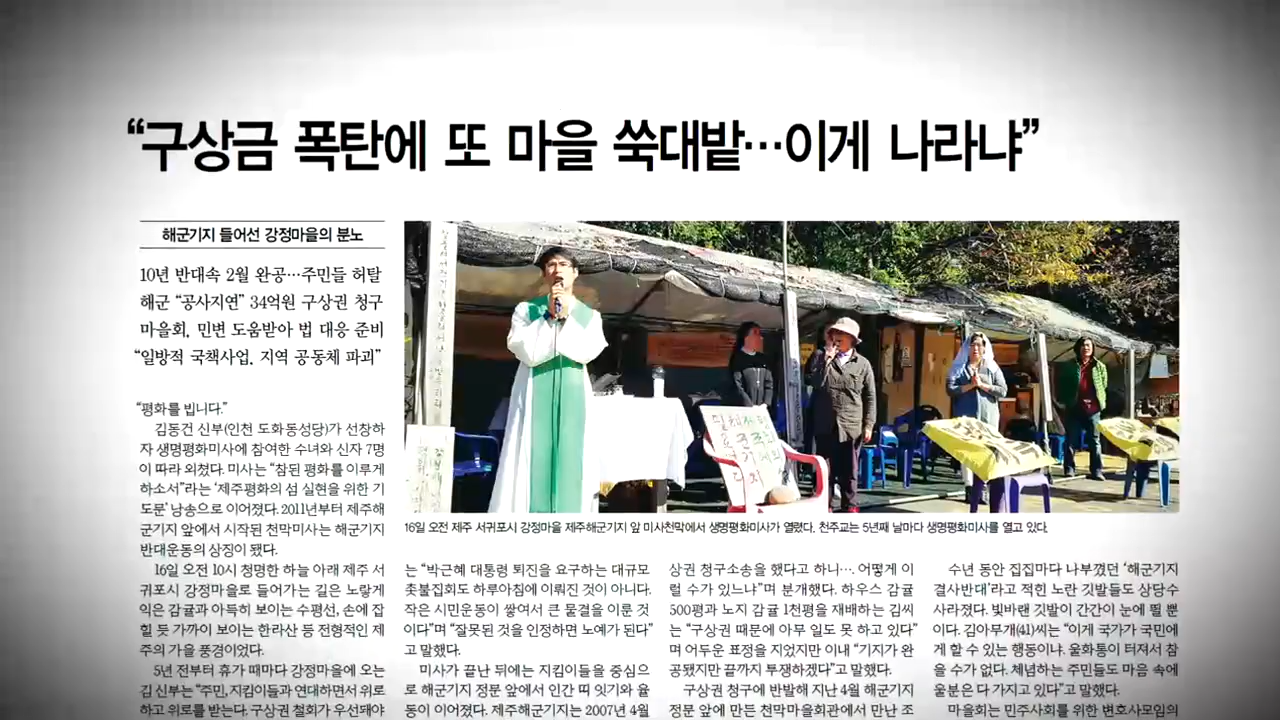 “구상금 폭탄에 또 마을 쑥대밭…이게 나라냐”
해군기지 들어선 강정마을의 분노
10년 반대속 2월 완공…주민들 허탈
해군 “공사지연” 34억원 구상권 청구
마을회, 민변 도움받아 법 대응 준비
“일방적 국책사업, 지역 공동체 파괴”
“평화를 빕니다.”
김동건 신부(인천 도화동성당)가 선창하
자 생명평화미사에 참여한 수녀와 신자 7명
이 따라 외쳤다. 미사는 “참된 평화를 이루게
하소서”라는 ‘제주평화의 섬 실현을 위한 기
도문’ 낭송으로 이어졌다. 2011년부터 제주해
군기지 앞에서 시작된 천막미사는 해군기지
반대운동의 상징이 됐다.
16일 오전 10시 청명한 하늘 아래 제주 서
귀포시 강정마을로 들어가는 길은 노랗게
익은 감귤과 아득히 보이는 수평선, 손에 잡
힐 듯 가까이 보이는 한라산 등 전형적인 제
주의 가을 풍경이었다.
5년 전부터 휴가 때마다 강정마을에 오는
김 신부는 “주민, 지킴이들과 연대하면서 위로
하고 위로를 받는다. 구상권 철회가 우선돼야
16일 오전 제주 서귀포시 강정마을 제주해군기지 앞 미사천막에서 생명평화미사가 열렸다. 천주교는 5년째 날마다 생명평화미사를 열고 있다.
는 “박근혜 대통령 퇴진을 요구하는 대규모
촛불집회도 하루아침에 이뤄진 것이 아니다.
작은 시민운동이 쌓여서 큰 물결을 이룬 것
이다”며 “잘못된 것을 인정하면 노예가 된다”
고 말했다.
미사가 끝난 뒤에는 지킴이들을 중심으
로 해군기지 정문 앞에서 인간 띠 잇기와 율
동이 이어졌다. 제주해군기지는 2007년 4월
상권 청구소송을 했다고 하니…. 어떻게 이
럴 수가 있느냐”며 분개했다. 하우스 감귤
500평과 노지 감귤 1천평을 재배하는 김씨
는 “구상권 때문에 아무 일도 못 하고 있다”
며 어두운 표정을 지었지만 이내 “기지가 완
공됐지만 끝까지 투쟁하겠다”고 말했다.
구상권 청구에 반발해 지난 4월 해군기지
정문 앞에 만든 천막마을회관에서 만난 조
수년 동안 집집마다 나부꼈던 ‘해군기지
결사반대’라고 적힌 노란 깃발들도 상당수
사라졌다. 빛바랜 깃발이 간간이 눈에 띌 뿐
이다. 김아무개(41)씨는 “이게 국가가 국민에
게 할 수 있는 행동이냐. 울화통이 터져서 참
을 수가 없다. 체념하는 주민들도 마음 속에
울분은 다 가지고 있다”고 말했다.
마을회는 민주사회를 위한 변호사모임의